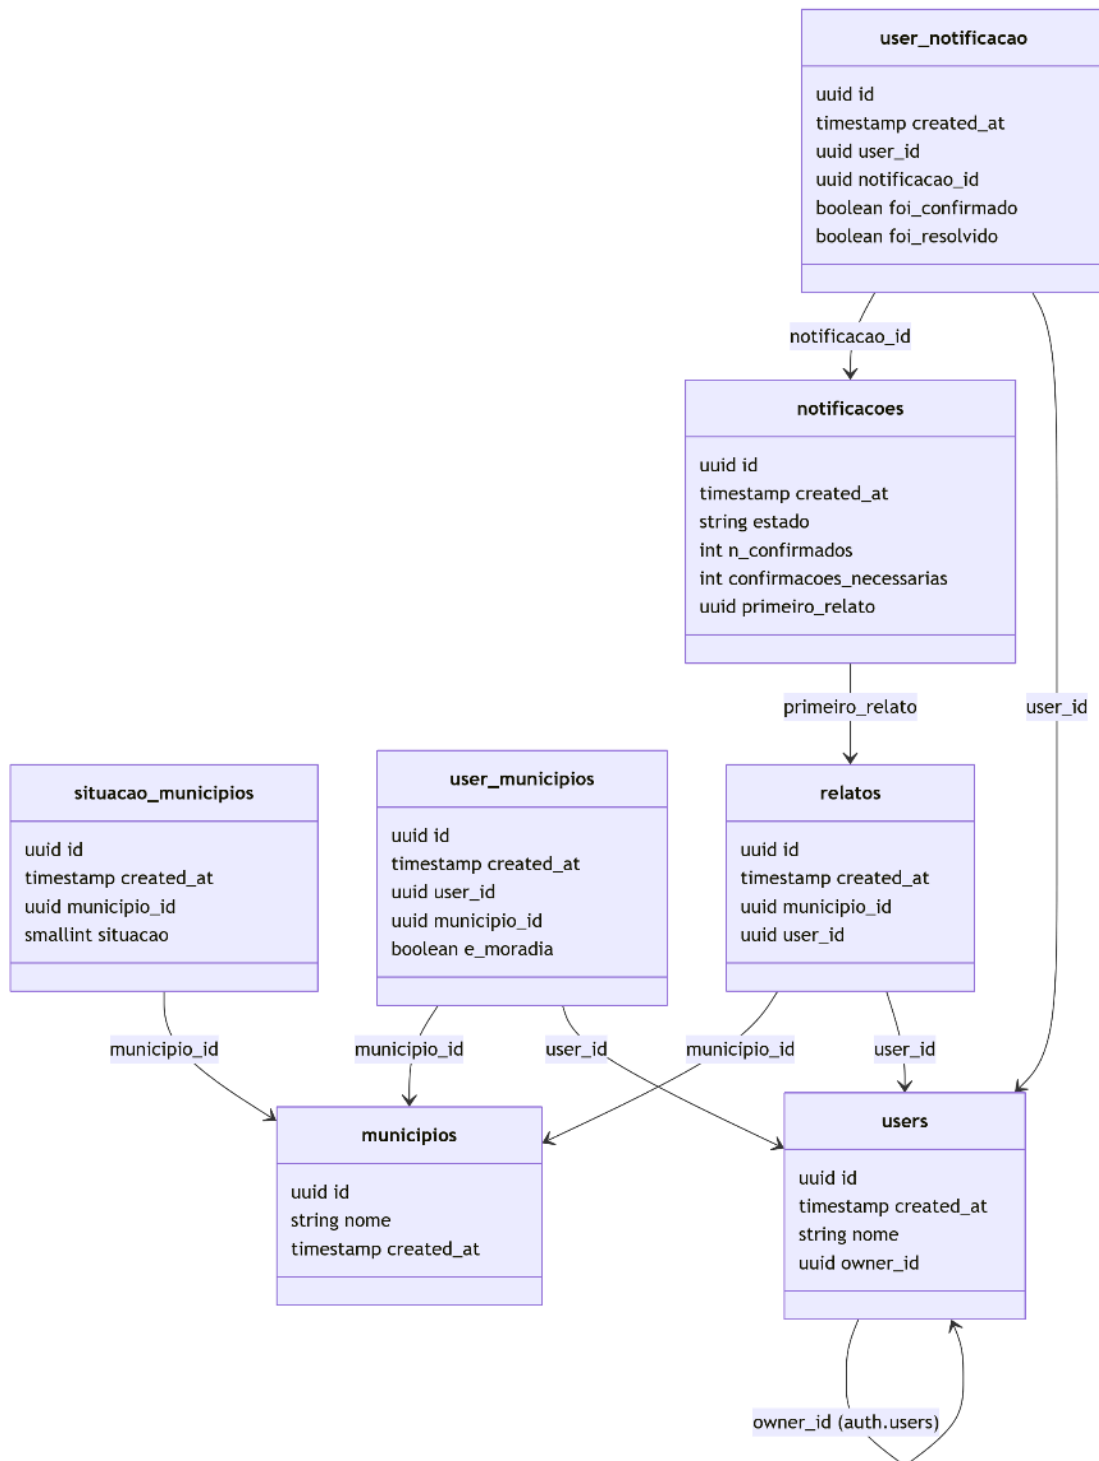 user_notificacao
uuid id
timestamp created_at
uuid user_id
uuid notificacao_id
boolean foi_confirmado
boolean foi_resolvido
notificacao_id
notificacoes
uuid id
timestamp created_at
string estado
int n_confirmados
int confirmacoes_necessarias
uuid primeiro_relato
primeiro_relato
user_id
situacao_municipios
uuid id
timestamp created_at
uuid municipio_id
smallint situacao
user_municipios
uuid id
timestamp created_at
uuid user_id
uuid municipio_id
boolean e_moradia
relatos
uuid id
timestamp created_at
uuid municipio_id
uuid user_id
municipio_id
municipio_id
user_id
municipio_id
user_id
municipios
uuid id
string nome
timestamp created_at
users
uuid id
timestamp created_at
string nome
uuid owner_id
owner_id (auth.users)